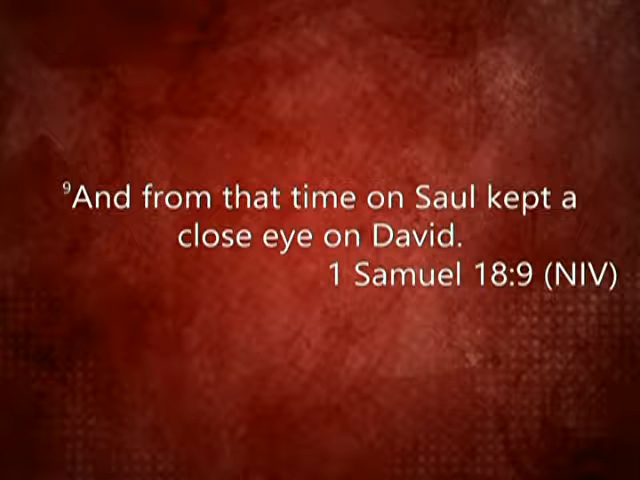 ⁹And from that time on Saul kept a
close eye on David.
1 Samuel 18:9 (NIV)